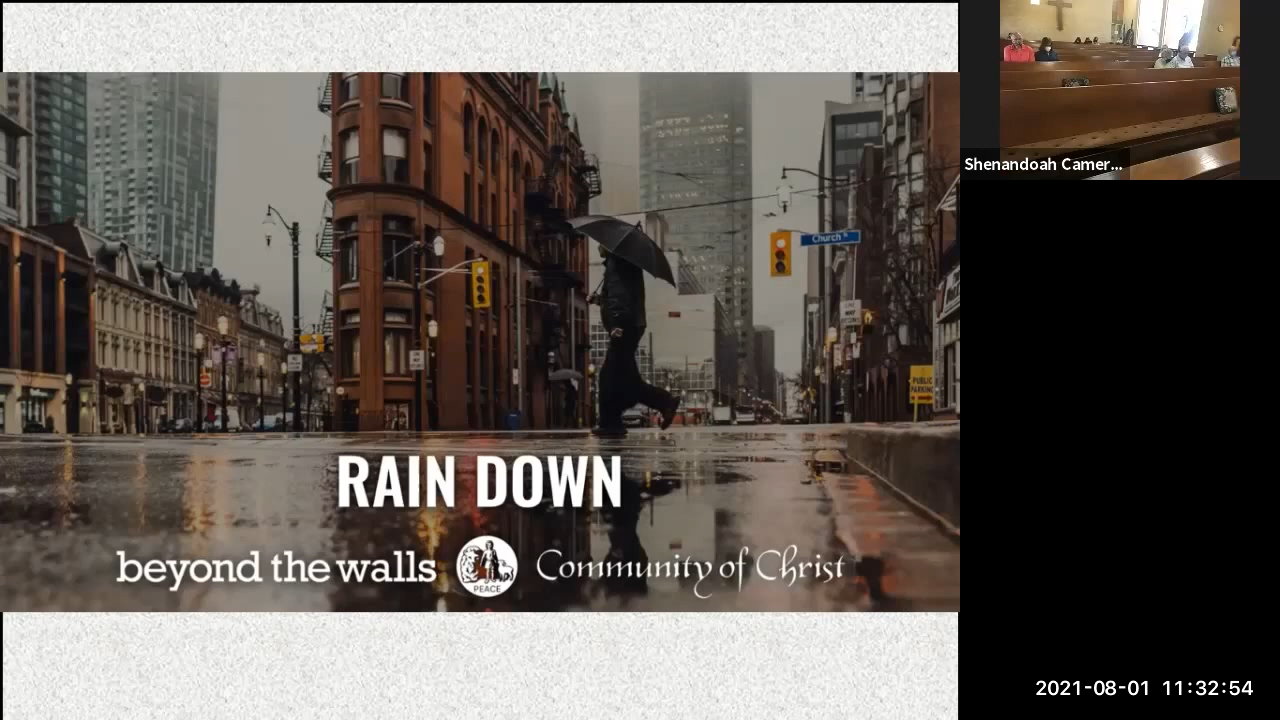 Shenandoah Camer...
Church St
PUBLIC
PARKING
RAIN DOWN
beyond the walls
PEACE
Community of Christ
2021-08-01 11:32:54